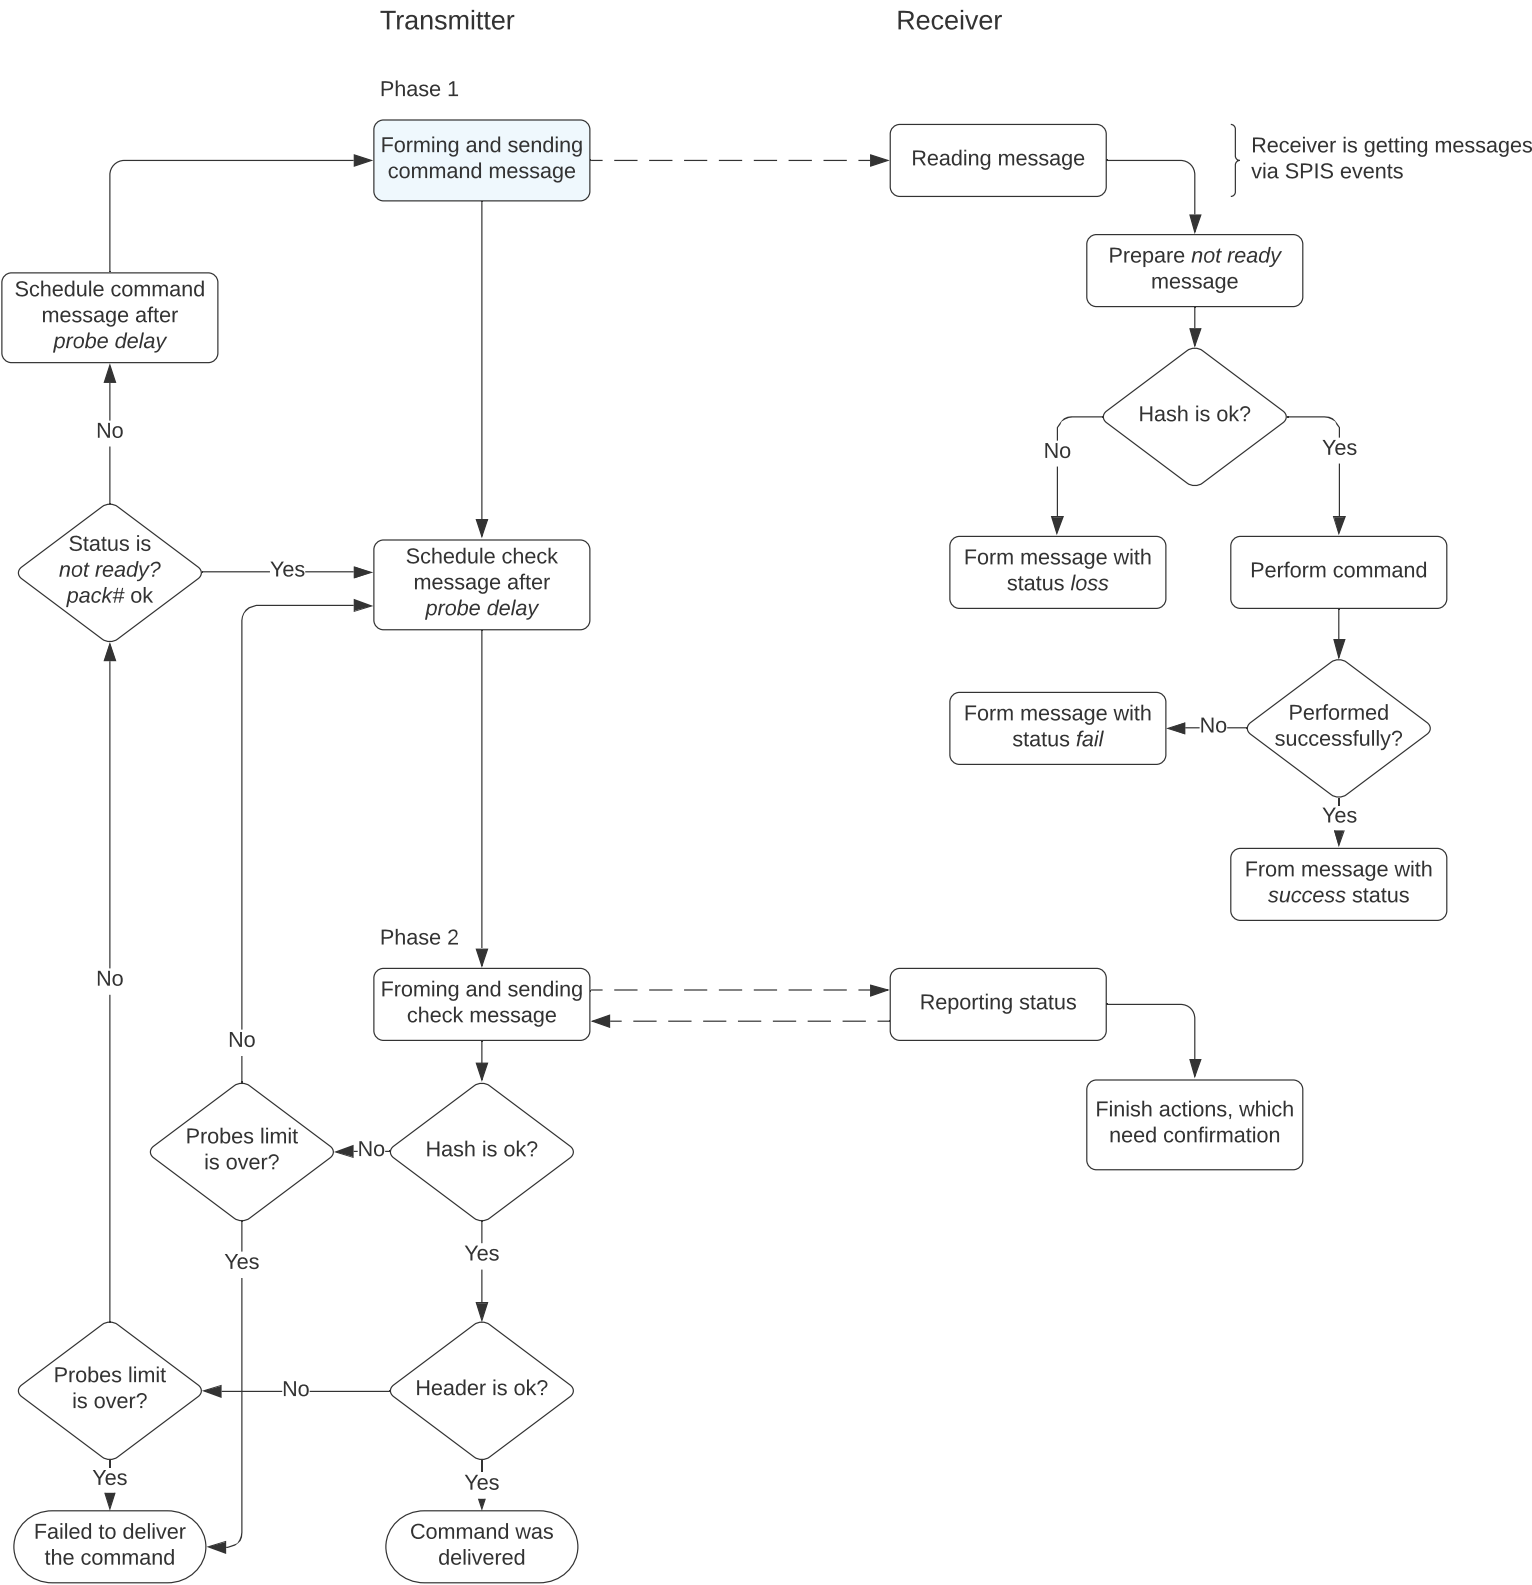 Transmitter
Receiver
Phase 1
Forming and sending
command message
Reading message
Receiver is getting messages
via SPIS events
Prepare not ready
message
Schedule command
message after
probe delay
Hash is ok?
No
No
Yes
Status is
not ready?
pack# ok
Yes
Schedule check
message after
probe delay
Form message with
status loss
Perform command
Form message with
status fail
No
Performed
successfully?
Yes
From message with
success status
Phase 2
No
Froming and sending
check message
Reporting status
No
Probes limit
is over?
No
Hash is ok?
Finish actions, which
need confirmation
Yes
Yes
Probes limit
is over?
No
Header is ok?
Yes
Yes
Failed to deliver
the command
Command was
delivered